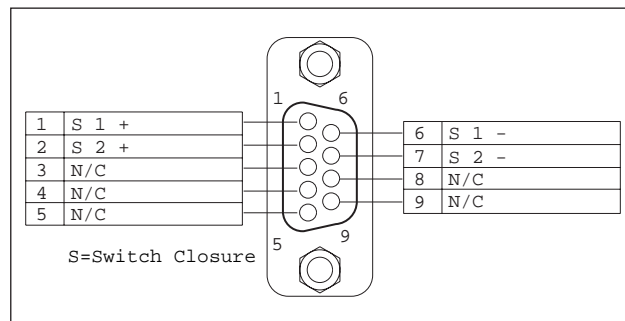 1 6
1 S 1 +
2 S 2 +
3 N/C
4 N/C
5 N/C
6 S 1 -
7 S 2 -
8 N/C
9 N/C
5 9
S=Switch Closure